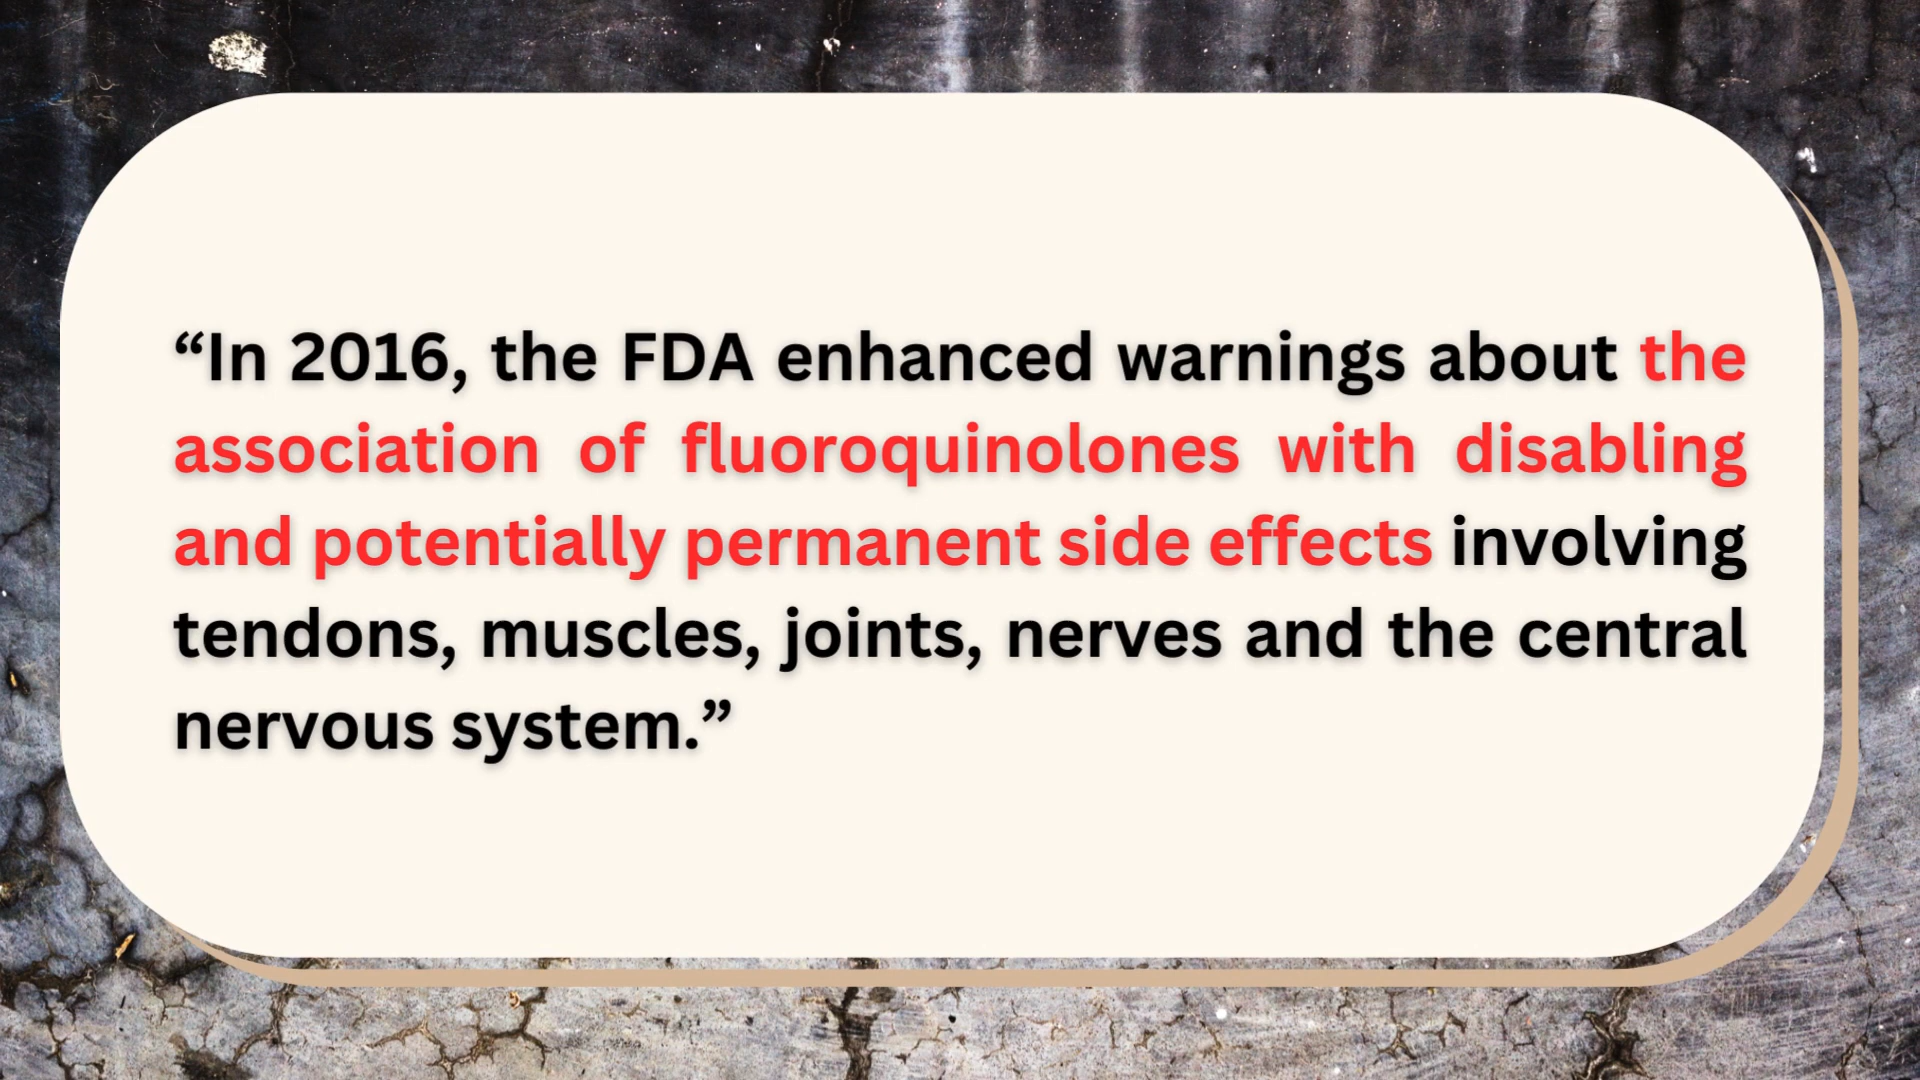 “In 2016, the FDA enhanced warnings about the
association of fluoroquinolones with disabling
and potentially permanent side effects involving
tendons, muscles, joints, nerves and the central
nervous system.”